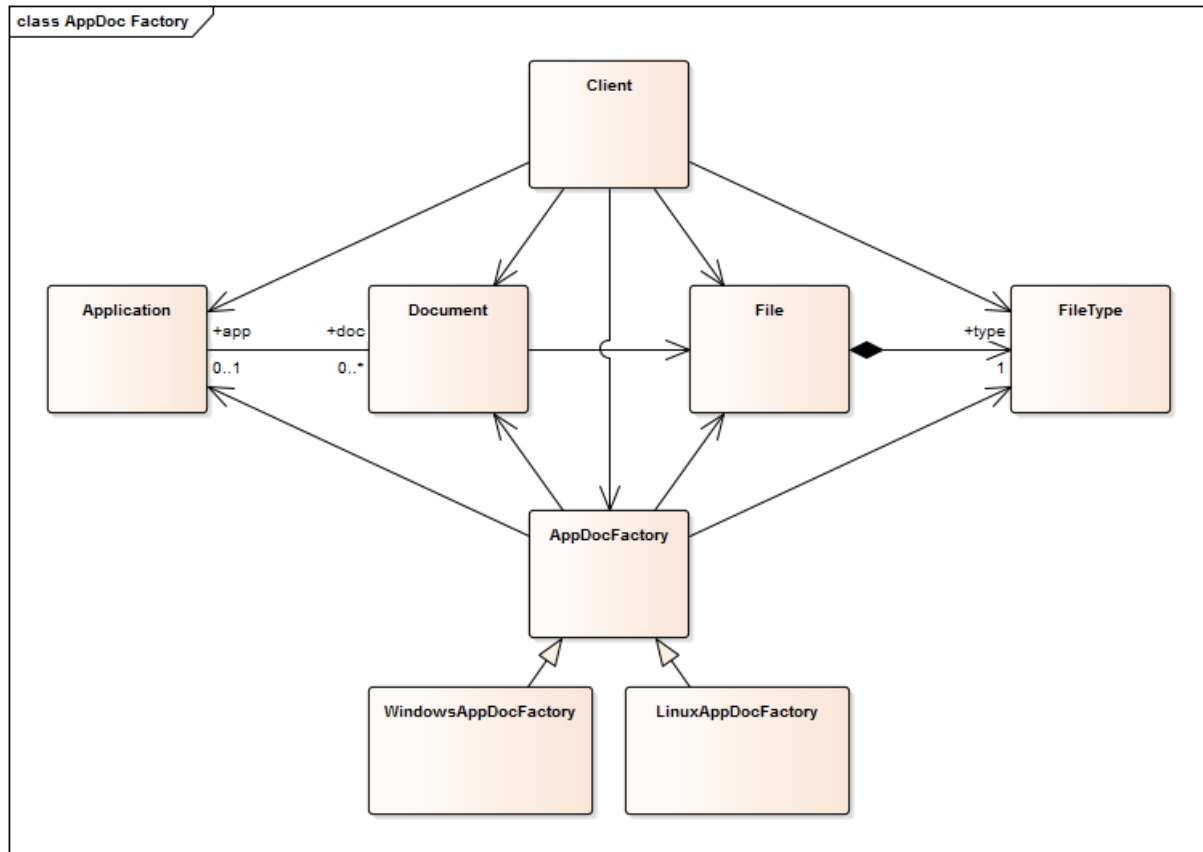 class AppDoc Factory
Client
Application
Document
File
FileType
+app
+doc
+type
0..1
0..*
1
AppDocFactory
WindowsAppDocFactory
LinuxAppDocFactory